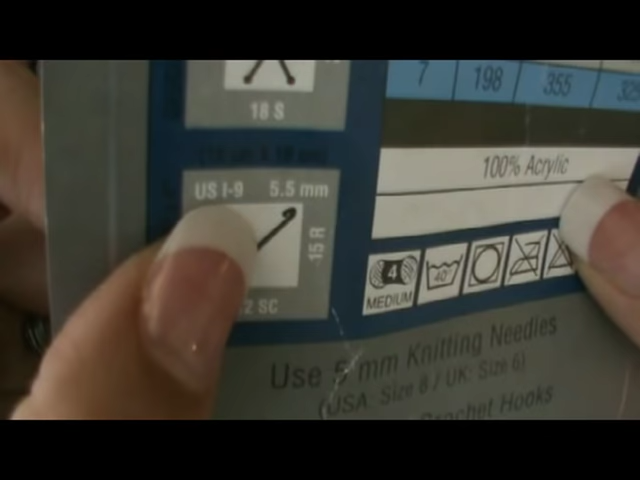 7 198 355 325
18 S
100% Acrylic
US I-9 5.5 mm
15 R
2 SC
4
MEDIUM
40°
Use 5 mm Knitting Needles
(USA: Size 8 / UK: Size 6)
Crochet Hooks